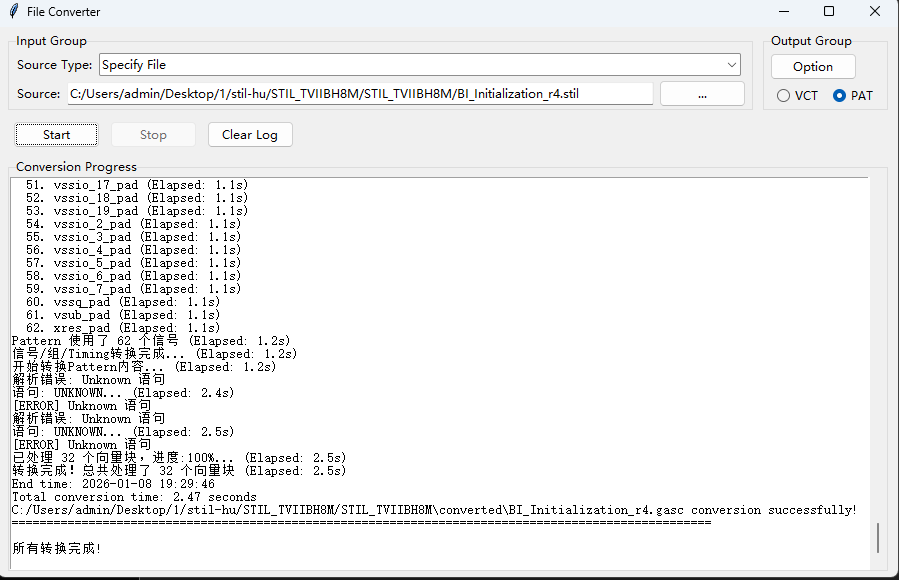 File Converter
Input Group
Output Group
Source Type: Specify File
Option
Source: C:/Users/admin/Desktop/1/stil-hu/STIL_TVIIBH8M/STIL_TVIIBH8M/BI_Initialization_r4.stil ...
VCT PAT
Start Stop Clear Log
Conversion Progress
51. vssio_17_pad (Elapsed: 1.1s)
52. vssio_18_pad (Elapsed: 1.1s)
53. vssio_19_pad (Elapsed: 1.1s)
54. vssio_2_pad (Elapsed: 1.1s)
55. vssio_3_pad (Elapsed: 1.1s)
56. vssio_4_pad (Elapsed: 1.1s)
57. vssio_5_pad (Elapsed: 1.1s)
58. vssio_6_pad (Elapsed: 1.1s)
59. vssio_7_pad (Elapsed: 1.1s)
60. vssq_pad (Elapsed: 1.1s)
61. vsub_pad (Elapsed: 1.1s)
62. xres_pad (Elapsed: 1.1s)
Pattern 使用了 62 个信号 (Elapsed: 1.2s)
信号/组/Timing转换完成... (Elapsed: 1.2s)
开始转换Pattern内容... (Elapsed: 1.2s)
解析错误: Unknown 语句
语句: UNKNOWN... (Elapsed: 2.4s)
[ERROR] Unknown 语句
解析错误: Unknown 语句
语句: UNKNOWN... (Elapsed: 2.5s)
[ERROR] Unknown 语句
已处理 32 个向量块，进度:100%... (Elapsed: 2.5s)
转换完成! 总共处理了 32 个向量块 (Elapsed: 2.5s)
End time: 2026-01-08 19:29:46
Total conversion time: 2.47 seconds
C:/Users/admin/Desktop/1/stil-hu/STIL_TVIIBH8M/STIL_TVIIBH8M\converted\BI_Initialization_r4.gasc conversion successfully!
====================================================================================================
所有转换完成!